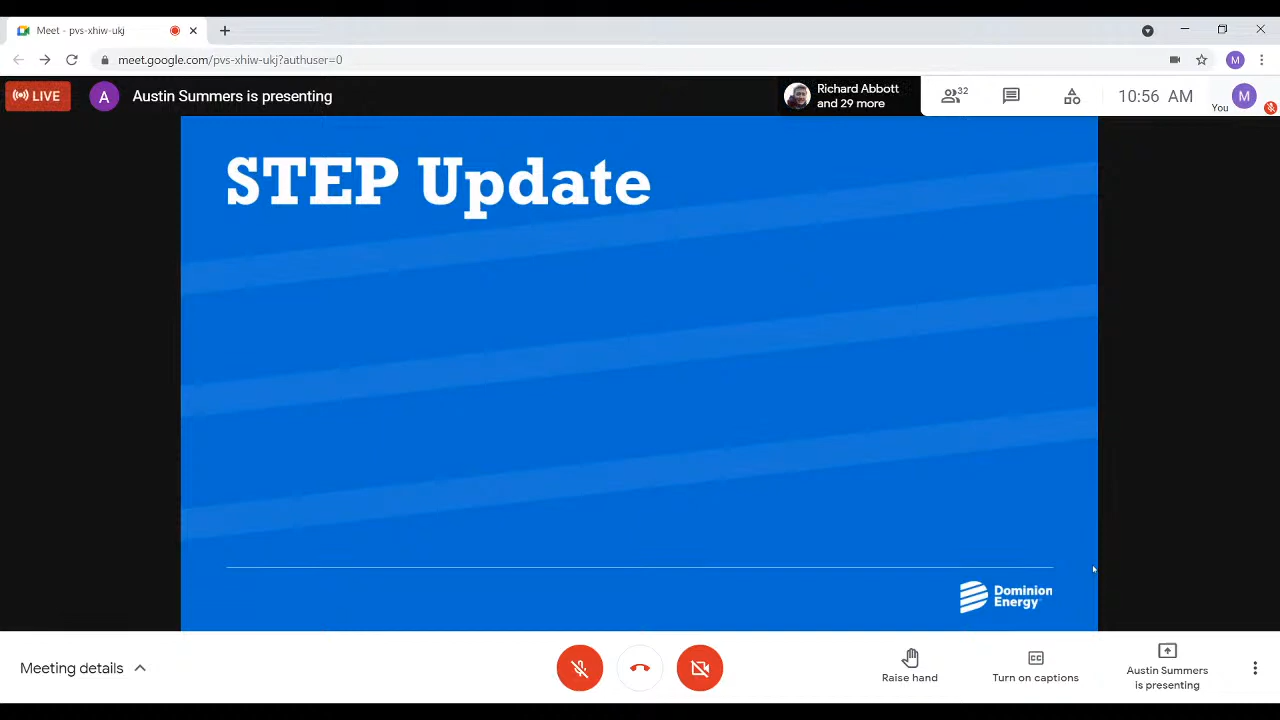 Meet - pvs-xhiw-ukj
meet.google.com/pvs-xhiw-ukj?authuser=0
M
LIVE
A
Austin Summers is presenting
Richard Abbott
and 29 more
32
10:56 AM
You
M
STEP Update
Dominion
Energy
Meeting details
Raise hand
CC
Turn on captions
Austin Summers
is presenting